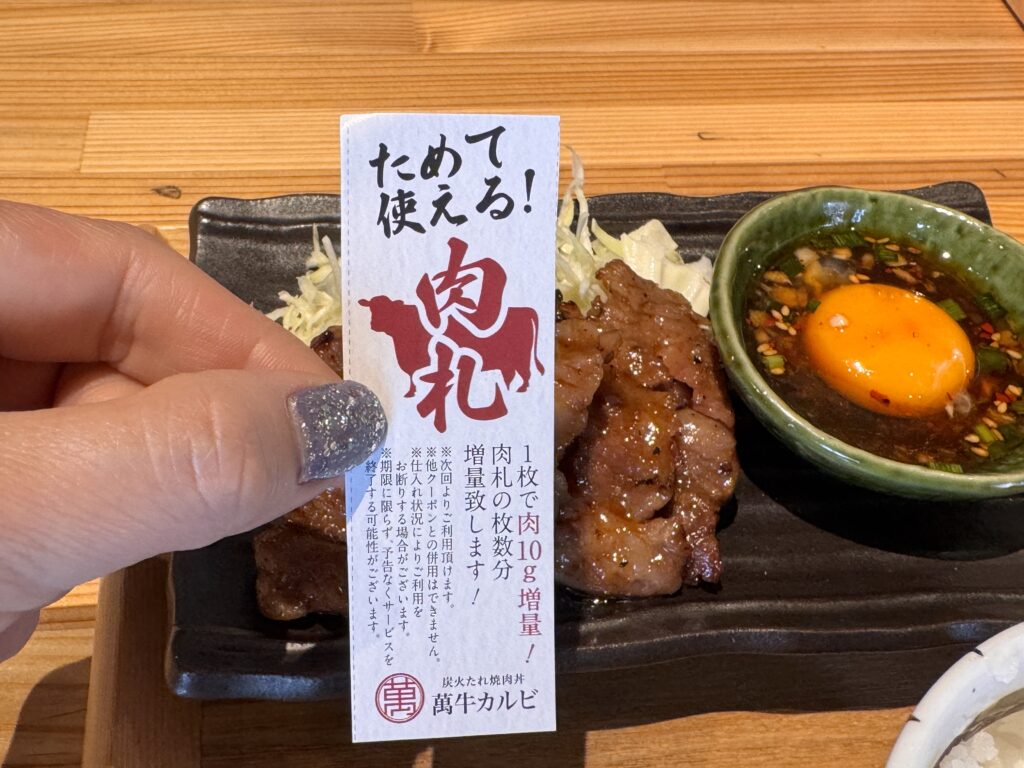 ためて
使える!
肉札
1枚で肉10g増量!
肉札の枚数分
増量致します!
※次回よりご利用頂けます。
※他クーポンとの併用はできません。
※仕入れ状況によりご利用を
お断りする場合がございます。
※期限に限らず、予告なくサービスを
終了する可能性がございます。
萬
炭火たれ焼肉丼
萬牛カルビ